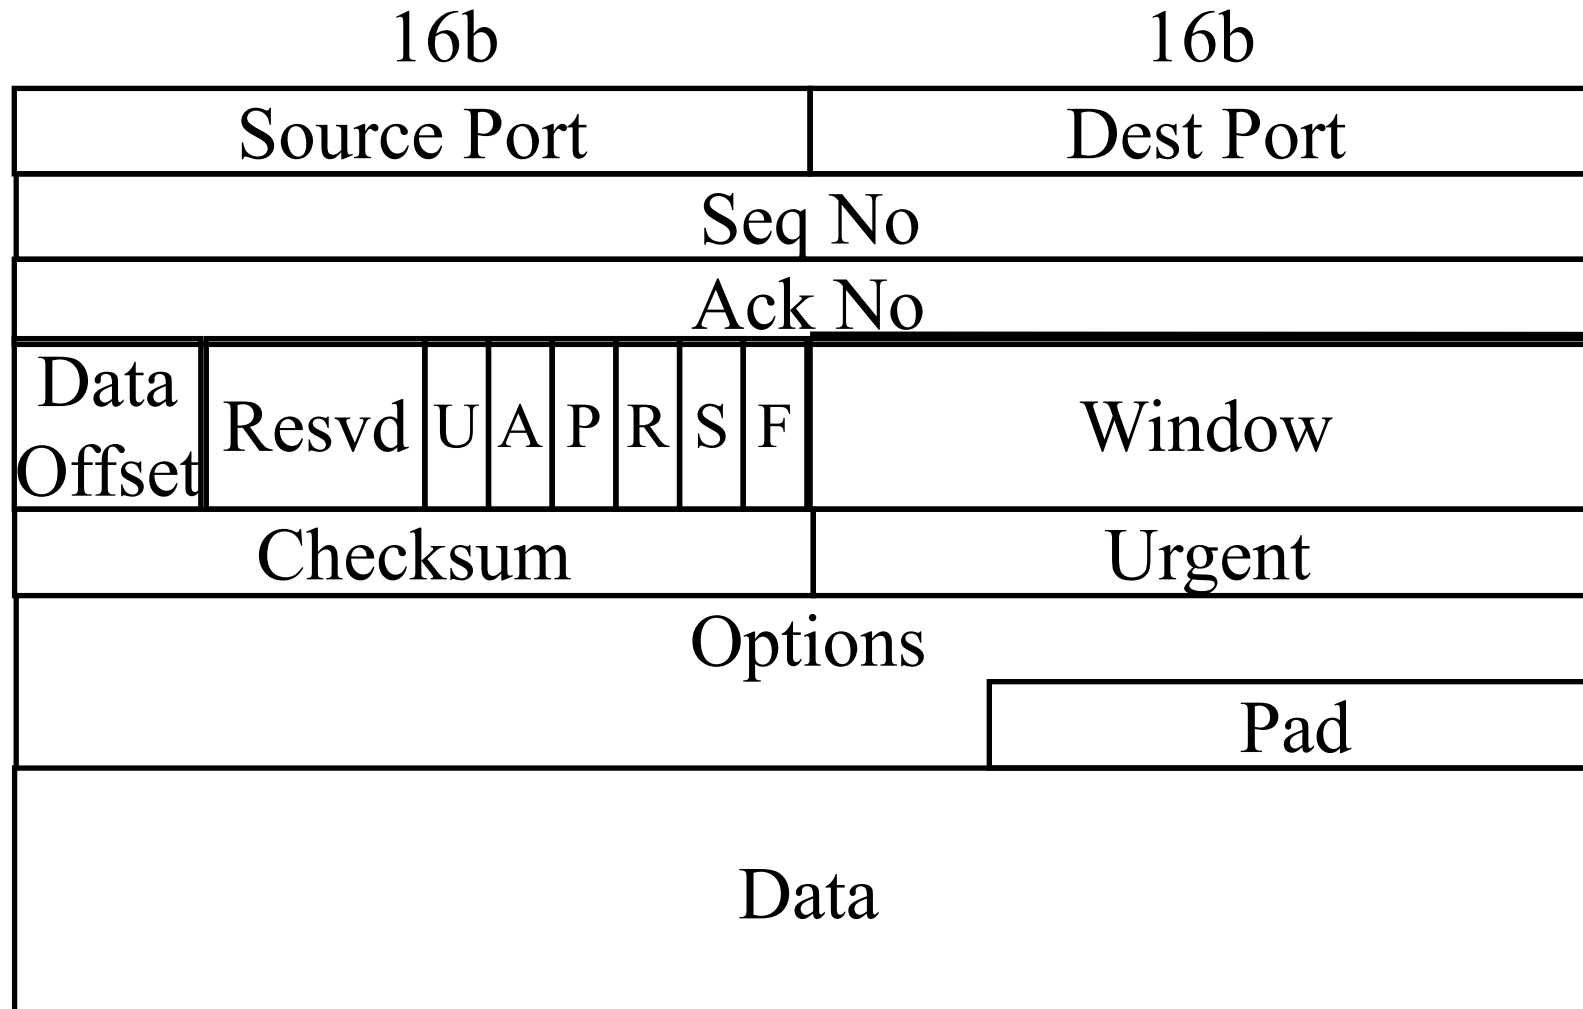 16b 16b
Source Port Dest Port
Seq No
Ack No
Data
Offset Resvd U A P R S F Window
Checksum Urgent
Options
Pad
Data